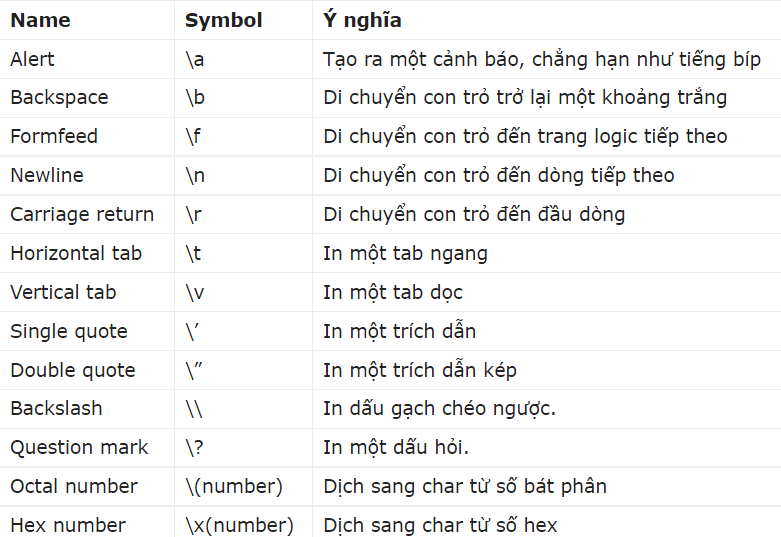 Name Symbol Ý nghĩa
Alert \a Tạo ra một cảnh báo, chẳng hạn như tiếng bíp
Backspace \b Di chuyển con trỏ trở lại một khoảng trắng
Formfeed \f Di chuyển con trỏ đến trang logic tiếp theo
Newline \n Di chuyển con trỏ đến dòng tiếp theo
Carriage return \r Di chuyển con trỏ đến đầu dòng
Horizontal tab \t In một tab ngang
Vertical tab \v In một tab dọc
Single quote \’ In một trích dẫn
Double quote \” In một trích dẫn kép
Backslash \\ In dấu gạch chéo ngược.
Question mark \? In một dấu hỏi.
Octal number \(number) Dịch sang char từ số bát phân
Hex number \x(number) Dịch sang char từ số hex